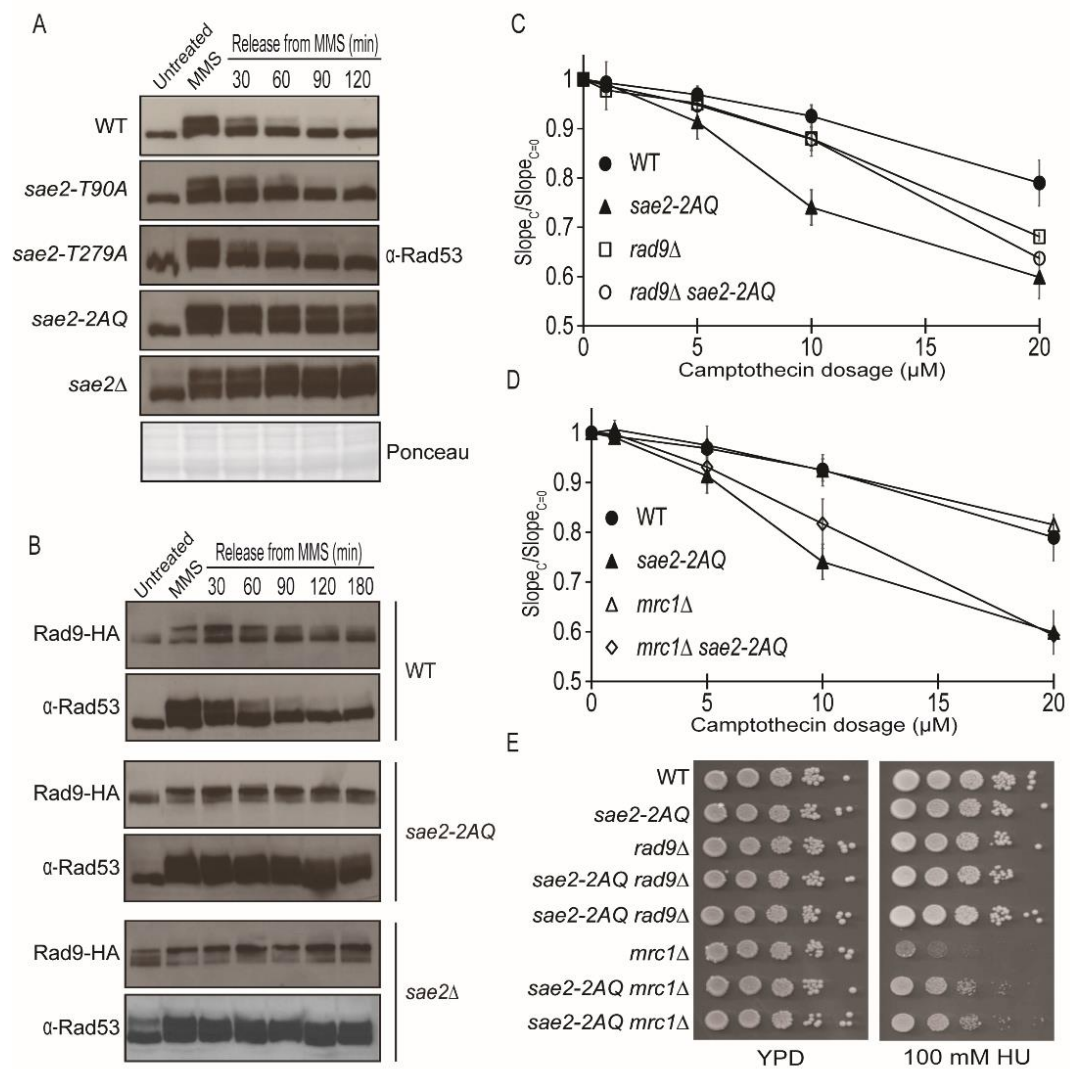 A
Untreated MMS Release from MMS (min)
30 60 90 120
WT
sae2-T90A
sae2-T279A
α-Rad53
sae2-2AQ
sae2Δ
Ponceau
B
Untreated MMS Release from MMS (min)
30 60 90 120 180
Rad9-HA
α-Rad53
WT
Rad9-HA
α-Rad53
sae2-2AQ
Rad9-HA
α-Rad53
sae2Δ
C
SlopeC/SlopeC=0
1
0.9
0.8
0.7
0.6
0.5
WT
sae2-2AQ
rad9Δ
rad9Δ sae2-2AQ
0 5 10 15 20
Camptothecin dosage (µM)
D
SlopeC/SlopeC=0
1
0.9
0.8
0.7
0.6
0.5
WT
sae2-2AQ
mrc1Δ
mrc1Δ sae2-2AQ
0 5 10 15 20
Camptothecin dosage (µM)
E
WT
sae2-2AQ
rad9Δ
sae2-2AQ rad9Δ
sae2-2AQ rad9Δ
mrc1Δ
sae2-2AQ mrc1Δ
sae2-2AQ mrc1Δ
YPD 100 mM HU